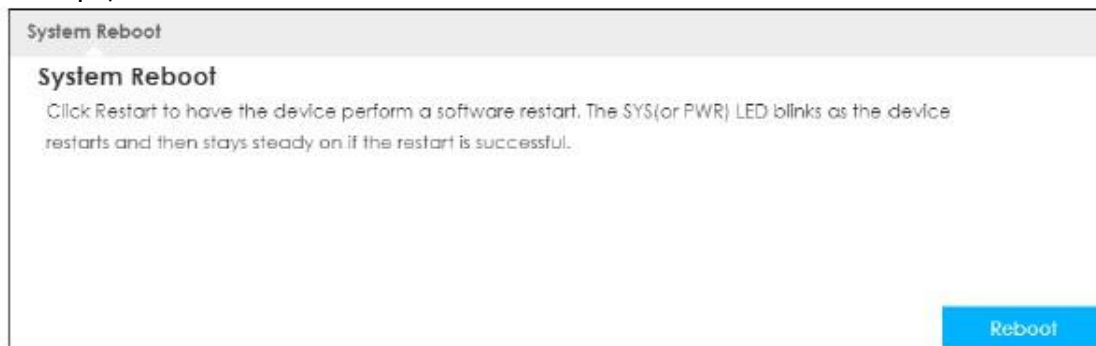 System Reboot
System Reboot
Click Restart to have the device perform a software restart. The SYS(or PWR) LED blinks as the device
restarts and then stays steady on if the restart is successful.
Reboot